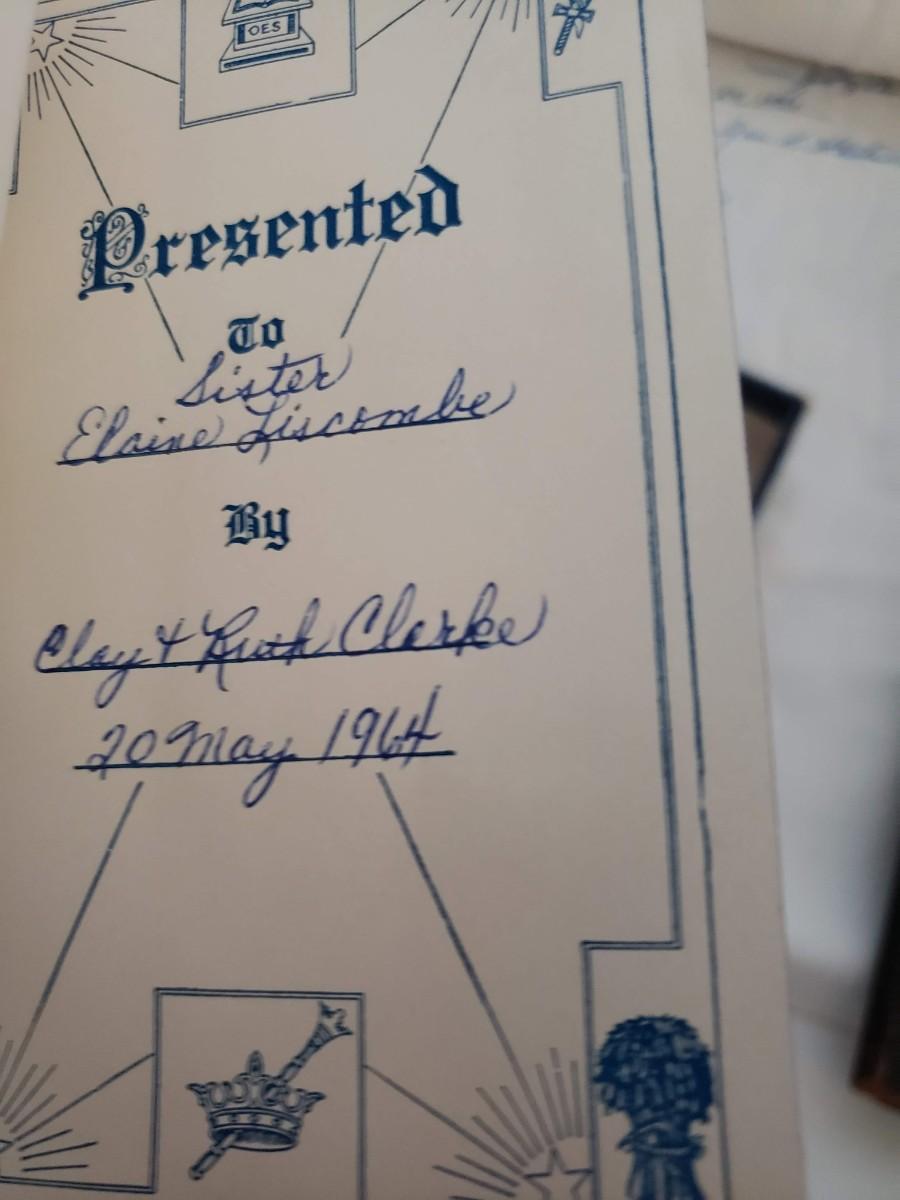 OES
Presented
To
Sister
Elaine Liscombe
By
Clay & Ruth Clarke
20 May 1964